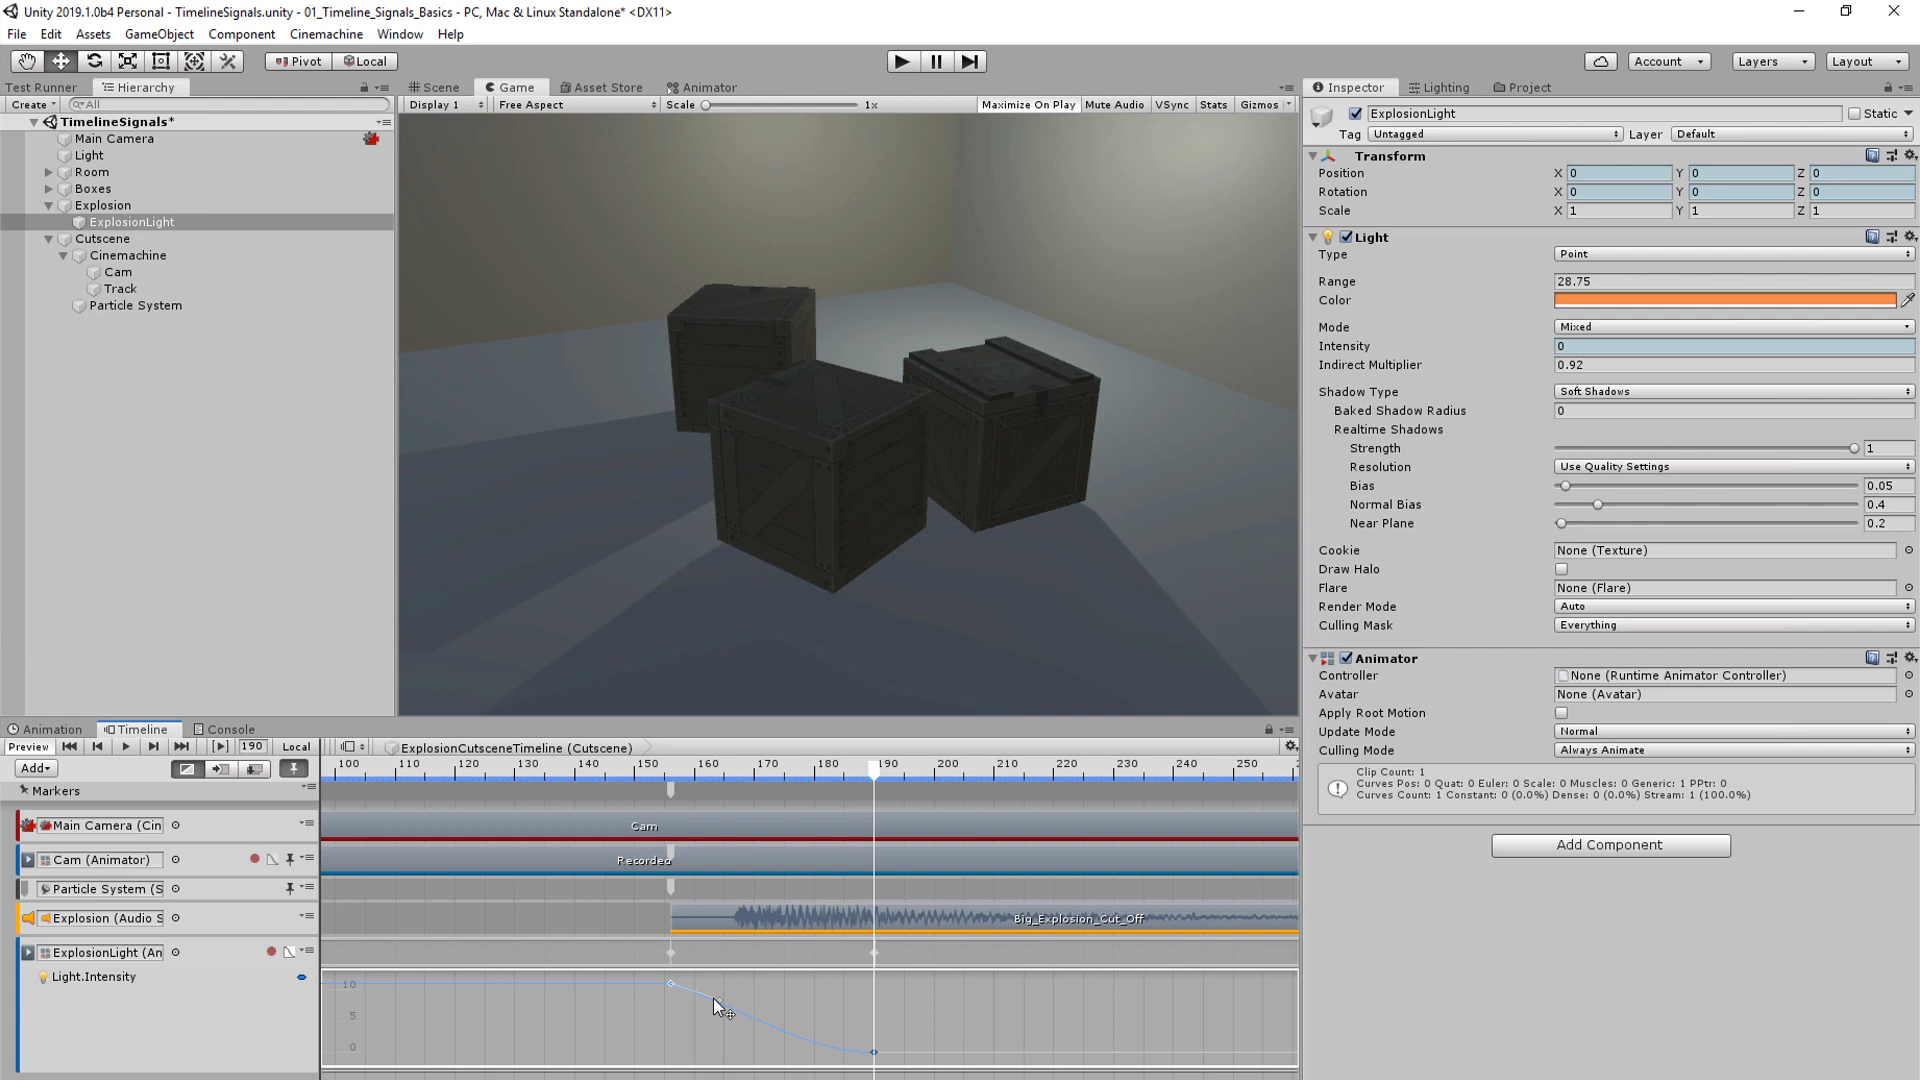 Unity 2019.1.0b4 Personal - TimelineSignals.unity - 01_Timeline_Signals_Basics - PC, Mac & Linux Standalone* <DX11>
File Edit Assets GameObject Component Cinemachine Window Help
Pivot Local Account Layers Layout
Test Runner Hierarchy Scene Game Asset Store Animator Inspector Lighting Project
Create All Display 1 Free Aspect Scale 1x Maximize On Play Mute Audio VSync Stats Gizmos
TimelineSignals*
Main Camera
Light
Room
Boxes
Explosion
ExplosionLight
Cutscene
Cinemachine
Cam
Track
Particle System
ExplosionLight Static
Tag Untagged Layer Default
Transform
Position X 0 Y 0 Z 0
Rotation X 0 Y 0 Z 0
Scale X 1 Y 1 Z 1
Light
Type Point
Range 28.75
Color
Mode Mixed
Intensity 0
Indirect Multiplier 0.92
Shadow Type Soft Shadows
Baked Shadow Radius 0
Realtime Shadows
Strength 1
Resolution Use Quality Settings
Bias 0.05
Normal Bias 0.4
Near Plane 0.2
Cookie None (Texture)
Draw Halo
Flare None (Flare)
Render Mode Auto
Culling Mask Everything
Animator
Controller None (Runtime Animator Controller)
Avatar None (Avatar)
Apply Root Motion
Update Mode Normal
Culling Mode Always Animate
Clip Count: 1
Curves Pos: 0 Quat: 0 Euler: 0 Scale: 0 Muscles: 0 Generic: 1 PPtr: 0
Curves Count: 1 Constant: 0 (0.0%) Dense: 0 (0.0%) Stream: 1 (100.0%)
Add Component
Animation Timeline Console
Preview 190 Local ExplosionCutsceneTimeline (Cutscene)
Add 100 110 120 130 140 150 160 170 180 190 200 210 220 230 240 250
Markers
Main Camera (Cin Cam
Cam (Animator) Recorded
Particle System (S
Explosion (Audio S Big_Explosion_Cut_Off
ExplosionLight (An
Light.Intensity
10
5
0